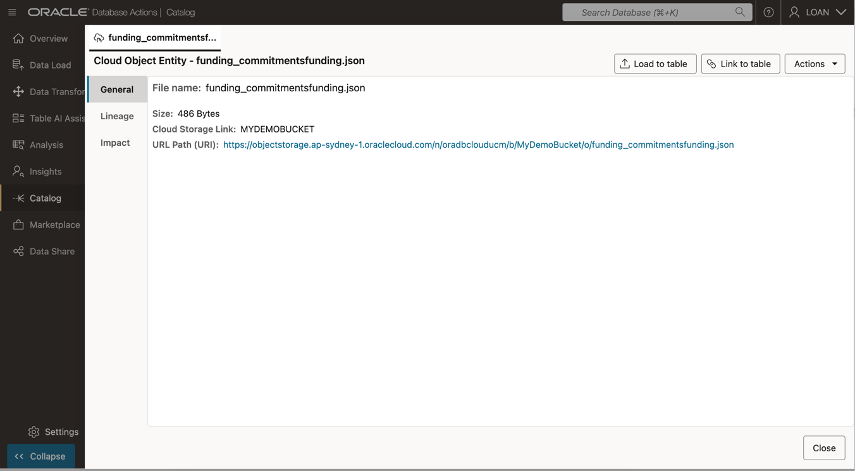 ORACLE Database Actions | Catalog
Search Database (⌘+K)
LOAN
Overview
Data Load
Data Transfor
Table AI Assis
Analysis
Insights
Catalog
Marketplace
Data Share
Settings
Collapse
funding_commitmentsf...
Cloud Object Entity - funding_commitmentsfunding.json
Load to table
Link to table
Actions
General
Lineage
Impact
File name: funding_commitmentsfunding.json
Size: 486 Bytes
Cloud Storage Link: MYDEMOBUCKET
URL Path (URI): https://objectstorage.ap-sydney-1.oraclecloud.com/n/oradbclouducm/b/MyDemoBucket/o/funding_commitmentsfunding.json
Close